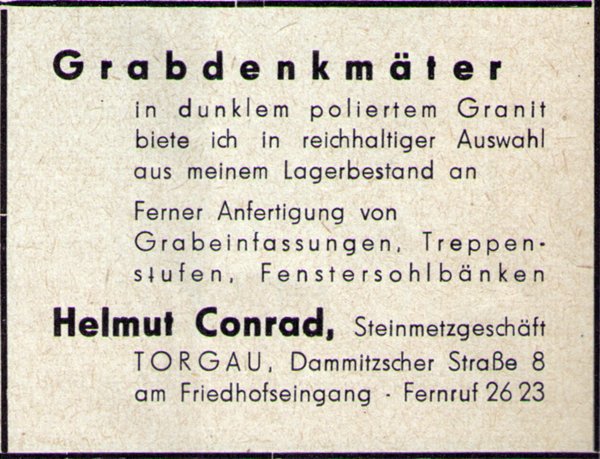 Grabdenkmäter
in dunklem poliertem Granit
biete ich in reichhaltiger Auswahl
aus meinem Lagerbestand an
Ferner Anfertigung von
Grabeinfassungen, Treppen-
stufen, Fenstersohlbänken
Helmut Conrad, Steinmetzgeschäft
TORGAU, Dammitzscher Straße 8
am Friedhofseingang - Fernruf 26 23